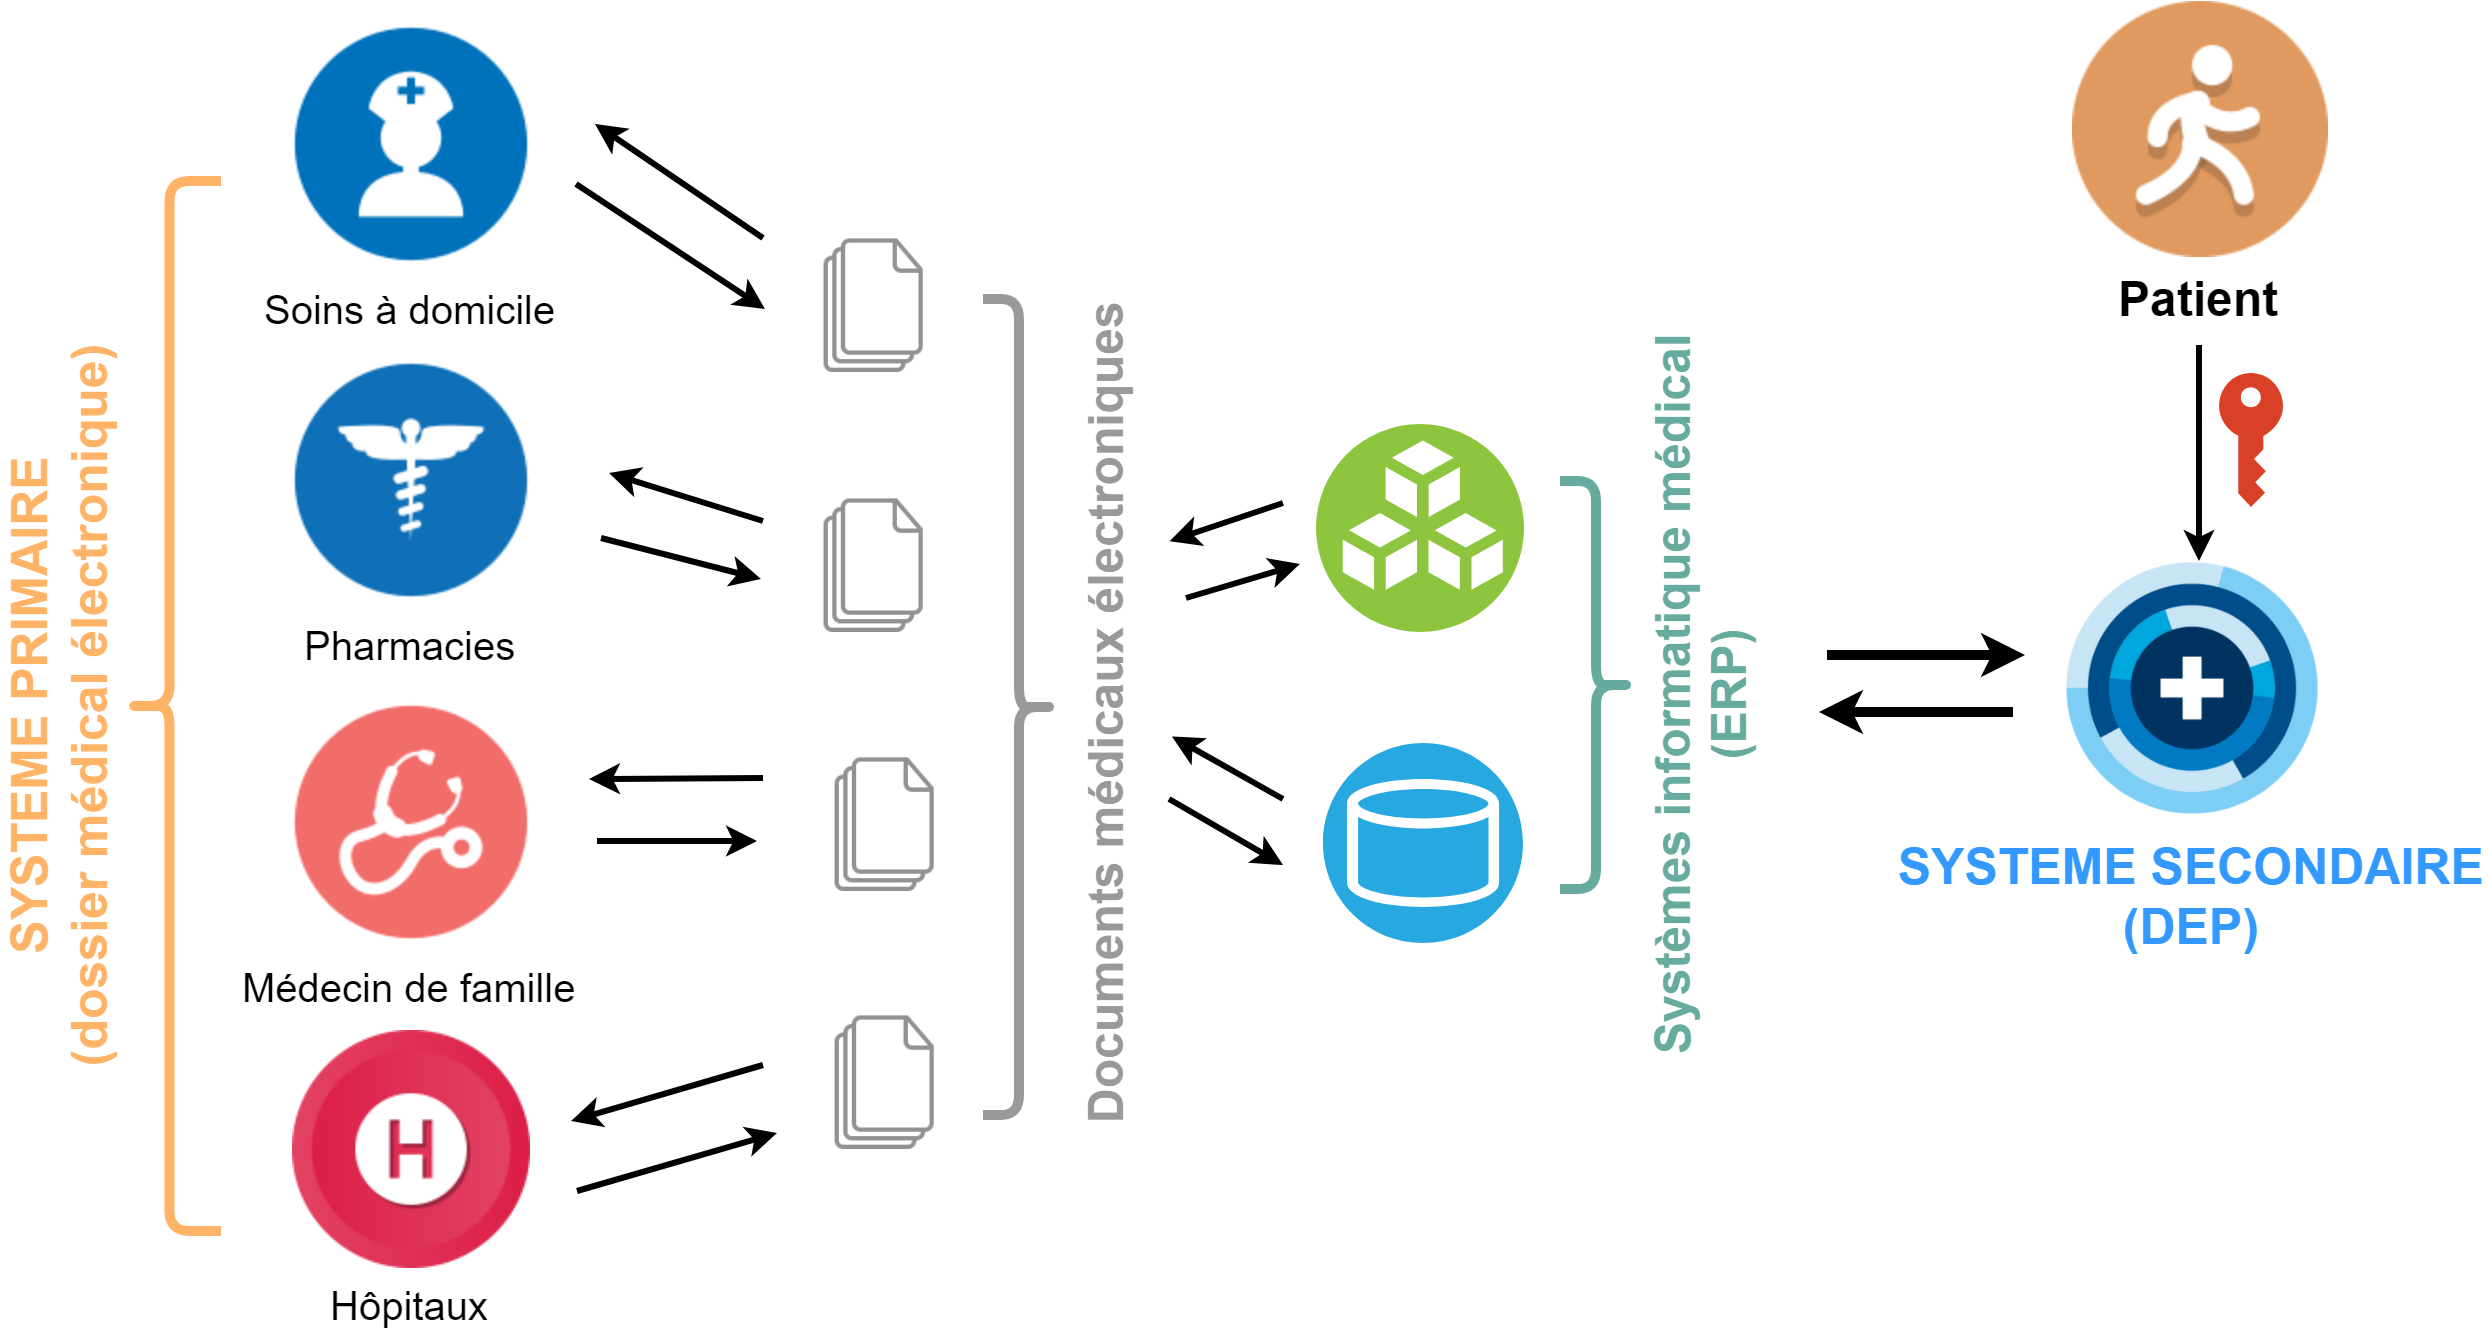 SYSTEME PRIMAIRE
(dossier médical électronique)
Soins à domicile
Pharmacies
Médecin de famille
H
Hôpitaux
Documents médicaux électroniques
Systèmes informatique médical
(ERP)
Patient
SYSTEME SECONDAIRE
(DEP)